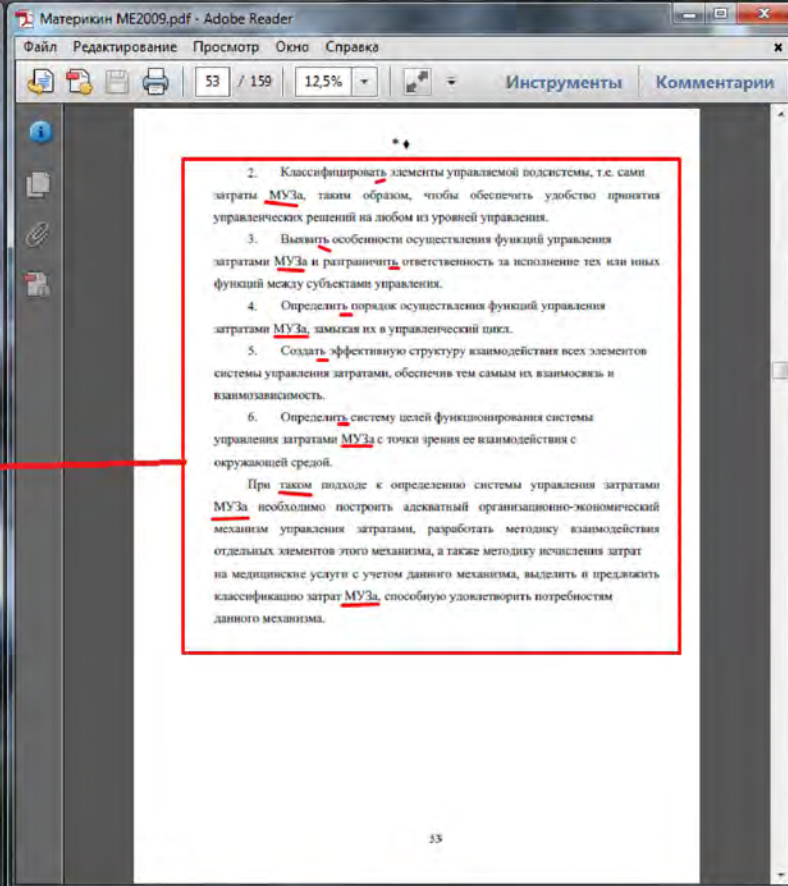 Материкин МЕ2009.pdf - Adobe Reader
Файл Редактирование Просмотр Окно Справка
53 / 159 12,5% Инструменты Комментарии
2. Классифицировать элементы управляемой подсистемы, т.е. сами
затраты МУЗа, таким образом, чтобы обеспечить удобство принятия
управленческих решений на любом из уровней управления.
3. Выявить особенности осуществления функций управления
затратами МУЗа и разграничить ответственность за исполнение тех или иных
функций между субъектами управления.
4. Определить порядок осуществления функций управления
затратами МУЗа, замыкая их в управленческий цикл.
5. Создать эффективную структуру взаимодействия всех элементов
системы управления затратами, обеспечив тем самым их взаимосвязь и
взаимозависимость.
6. Определить систему целей функционирования системы
управления затратами МУЗа с точки зрения ее взаимодействия с
окружающей средой.
При таком подходе к определению системы управления затратами
МУЗа необходимо построить адекватный организационно-экономический
механизм управления затратами, разработать методику взаимодействия
отдельных элементов этого механизма, а также методику исчисления затрат
на медицинские услуги с учетом данного механизма, выделить и предложить
классификацию затрат МУЗа, способную удовлетворить потребностям
данного механизма.
53